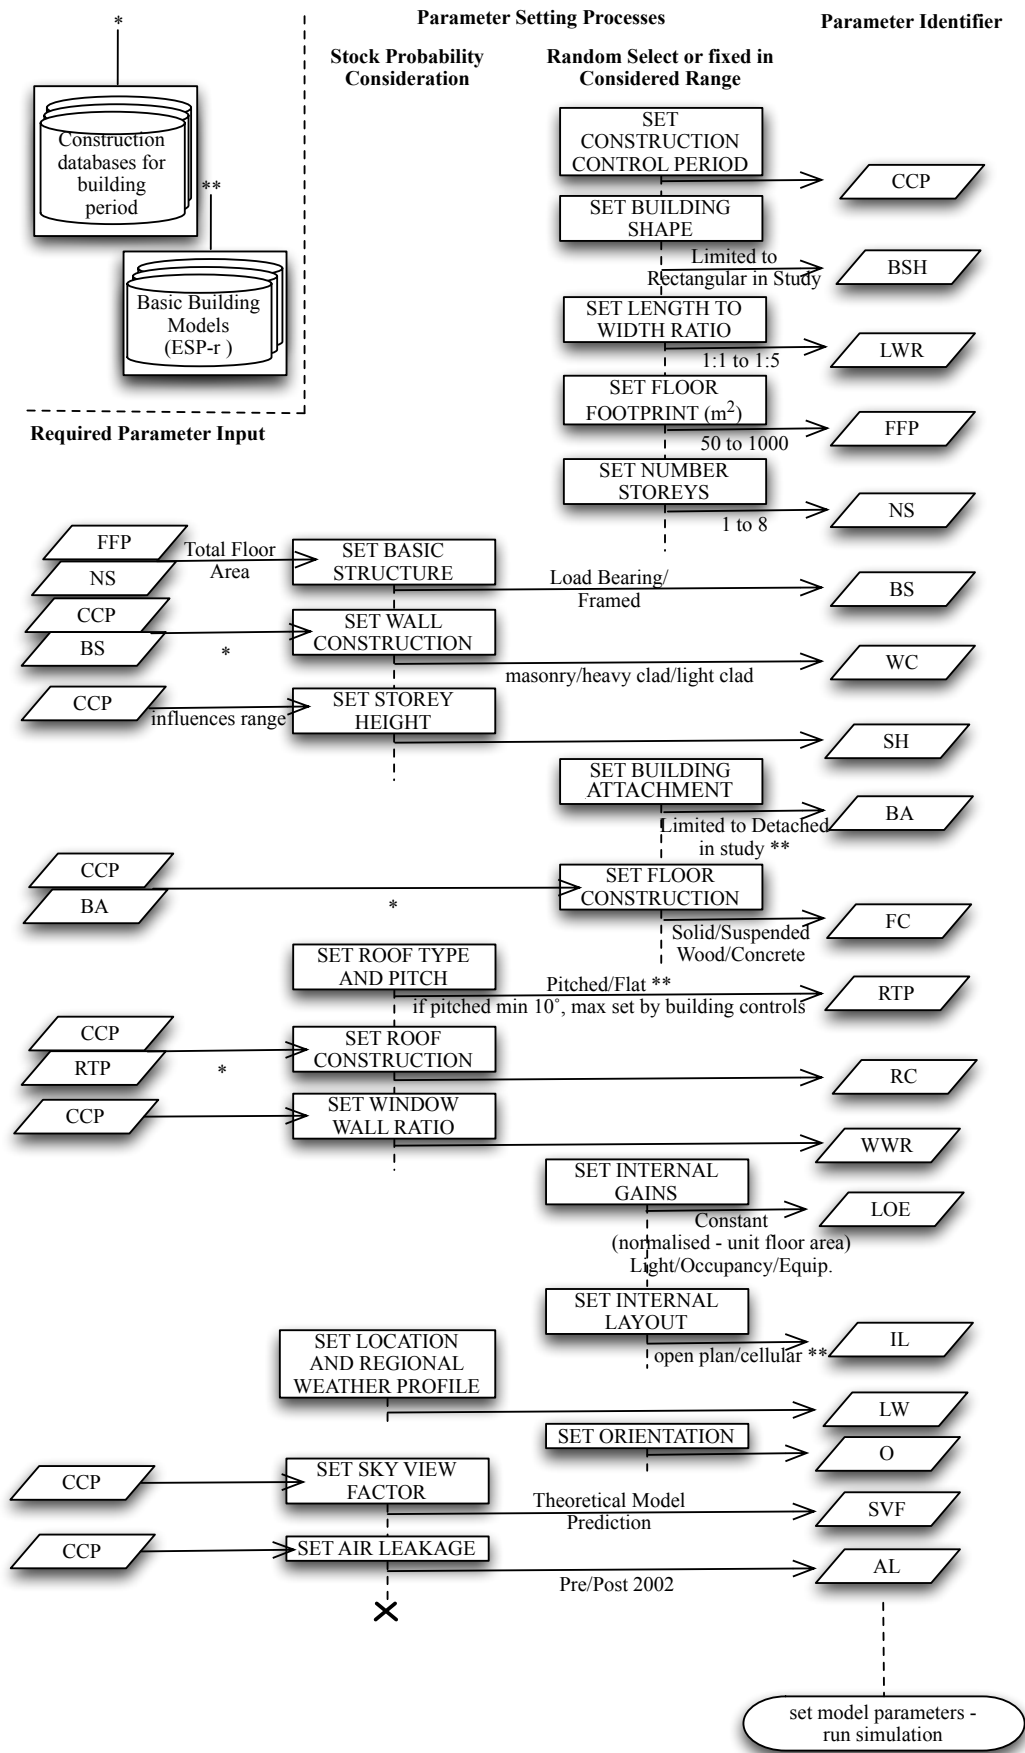 *
Parameter Setting Processes
Parameter Identifier
Stock Probability
Consideration
Random Select or fixed in
Considered Range
Construction
databases for
building
period
**
Basic Building
Models
(ESP-r )
Required Parameter Input
SET
CONSTRUCTION
CONTROL PERIOD
CCP
SET BUILDING
SHAPE
Limited to
Rectangular in Study
BSH
SET LENGTH TO
WIDTH RATIO
1:1 to 1:5
LWR
SET FLOOR
FOOTPRINT (m²)
50 to 1000
FFP
SET NUMBER
STOREYS
1 to 8
NS
FFP
NS
Total Floor
Area
SET BASIC
STRUCTURE
Load Bearing/
Framed
BS
CCP
BS
*
SET WALL
CONSTRUCTION
masonry/heavy clad/light clad
WC
CCP
influences range
SET STOREY
HEIGHT
SH
SET BUILDING
ATTACHMENT
Limited to Detached
in study **
BA
CCP
BA
*
SET FLOOR
CONSTRUCTION
Solid/Suspended
Wood/Concrete
FC
SET ROOF TYPE
AND PITCH
Pitched/Flat **
if pitched min 10˚, max set by building controls
RTP
CCP
RTP
*
SET ROOF
CONSTRUCTION
RC
CCP
SET WINDOW
WALL RATIO
WWR
SET INTERNAL
GAINS
Constant
(normalised - unit floor area)
Light/Occupancy/Equip.
LOE
SET INTERNAL
LAYOUT
open plan/cellular **
IL
SET LOCATION
AND REGIONAL
WEATHER PROFILE
LW
SET ORIENTATION
O
CCP
SET SKY VIEW
FACTOR
Theoretical Model
Prediction
SVF
CCP
SET AIR LEAKAGE
Pre/Post 2002
AL
set model parameters -
run simulation